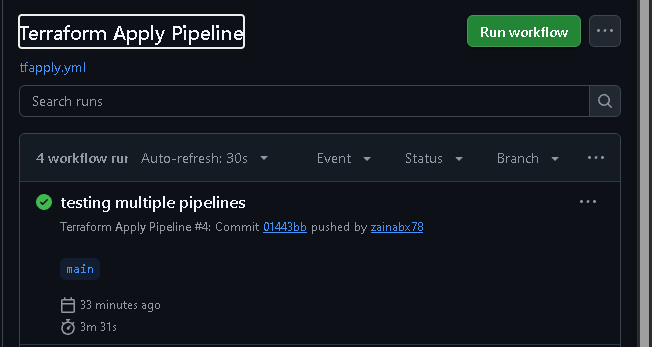 Terraform Apply Pipeline
Run workflow
tfapply.yml
Search runs
4 workflow rur Auto-refresh: 30s Event Status Branch
testing multiple pipelines
Terraform Apply Pipeline #4: Commit 01443bb pushed by zainabx78
main
33 minutes ago
3m 31s